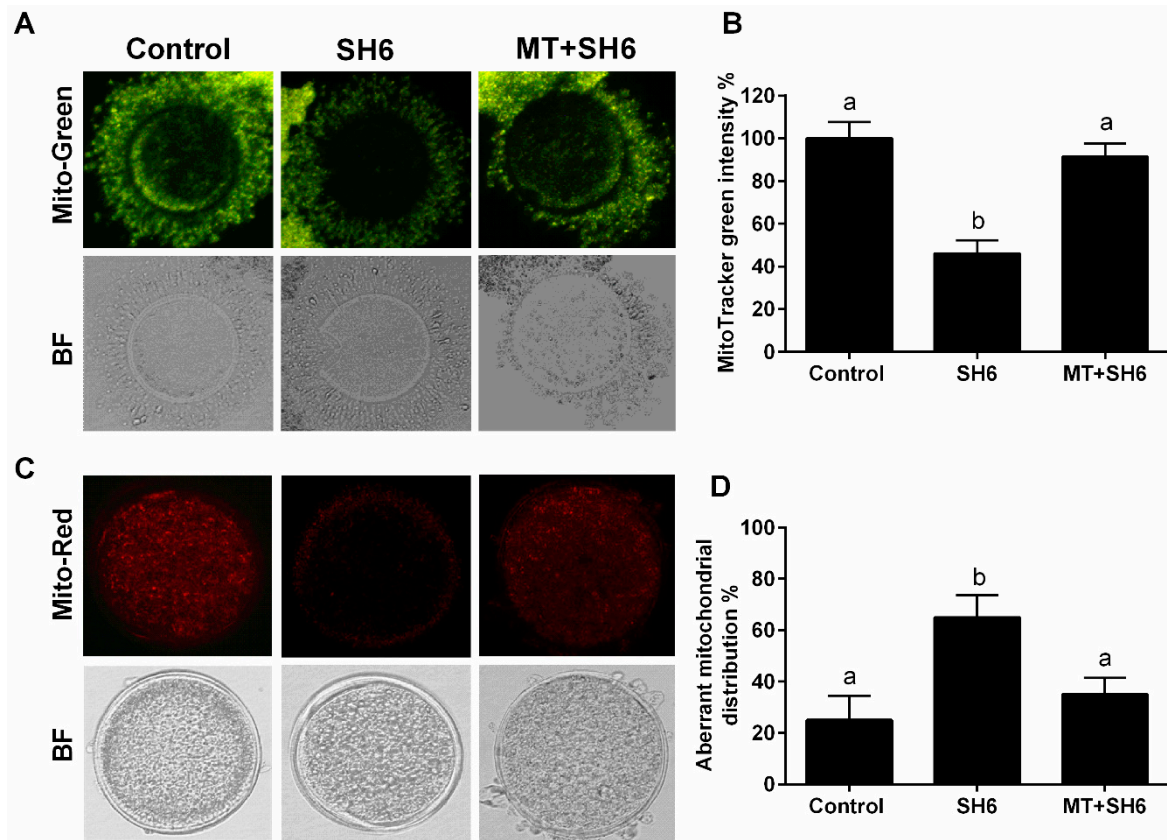 A
Control SH6 MT+SH6
Mito-Green
BF
B
MitoTracker green intensity %
120
100
80
60
40
20
0
a
b
a
Control SH6 MT+SH6
C
Mito-Red
BF
D
Aberrant mitochondrial
distribution %
100
80
60
40
20
0
a
b
a
Control SH6 MT+SH6